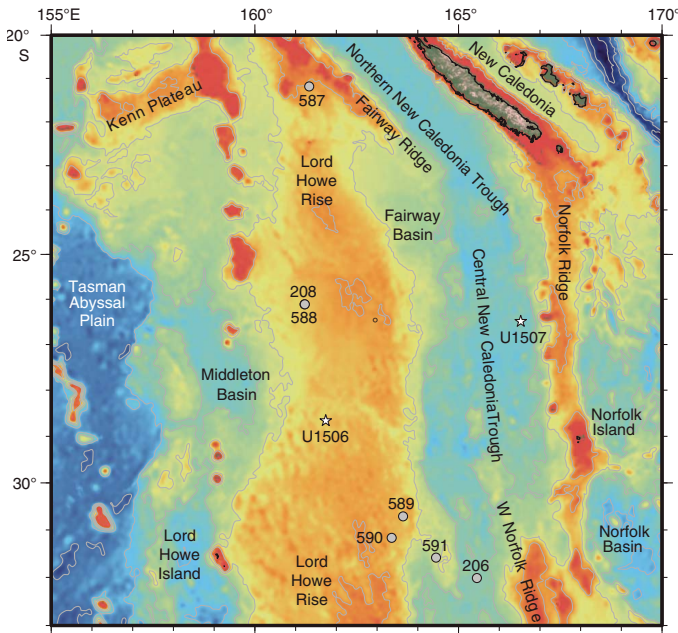 155°E
160°
165°
170°
20°
S
New Caledonia
Northern New Caledonia Trough
Kenn Plateau
587
Fairway Ridge
Lord
Howe
Rise
Fairway
Basin
Norfolk Ridge
25°
Tasman
Abyssal
Plain
208
588
Central New CaledoniaTrough
U1507
Middleton
Basin
U1506
Norfolk
Island
30°
589
590
591
206
Lord
Howe
Island
Lord
Howe
Rise
W Norfolk Ridge
Norfolk
Basin